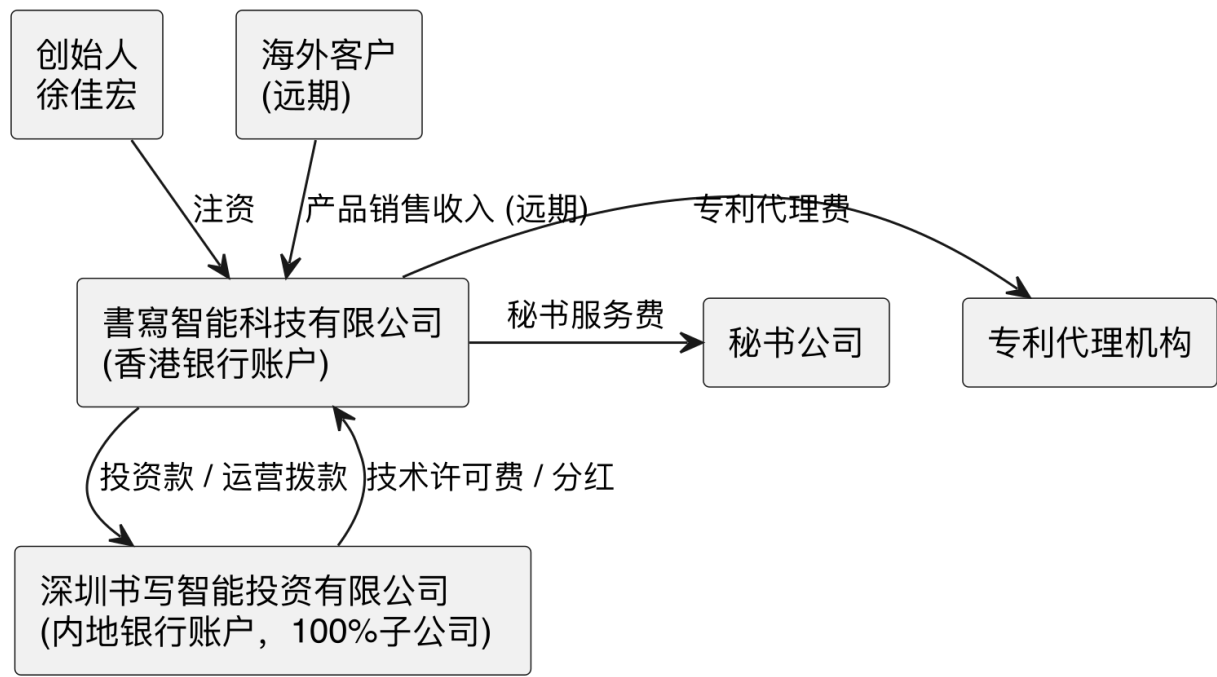 创始人
徐佳宏
海外客户
(远期)
注资
产品销售收入 (远期)
专利代理费
書寫智能科技有限公司
(香港银行账户)
秘书服务费
秘书公司
专利代理机构
投资款 / 运营拨款
技术许可费 / 分红
深圳书写智能投资有限公司
(内地银行账户，100%子公司)